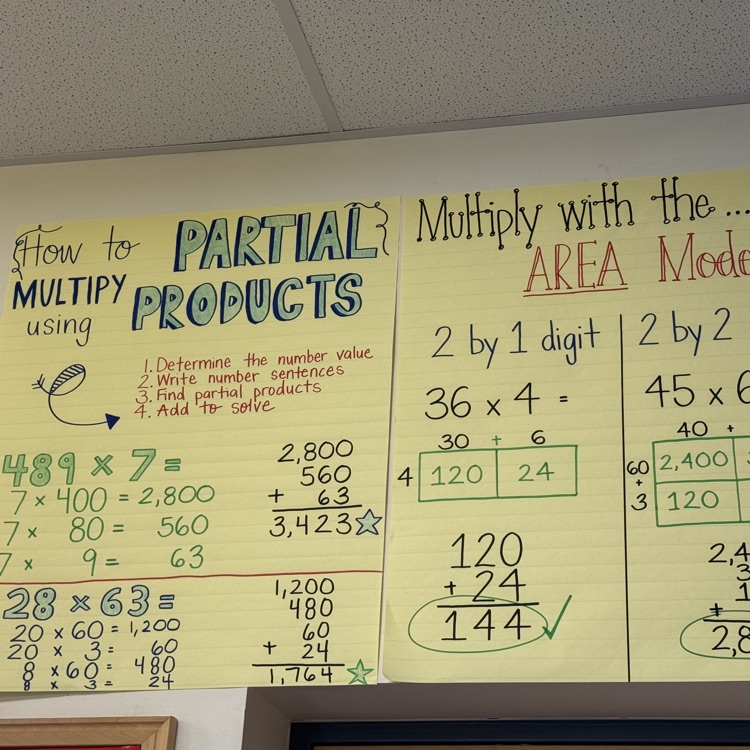 How to PARTIAL
MULTIPY PRODUCTS
using
1. Determine the number value
2. Write number sentences
3. Find partial products
4. Add to solve
489 x 7 =
7 x 400 = 2,800
7 x 80 = 560
7 x 9 = 63
2,800
560
+ 63
3,423
28 x 63 =
20 x 60 = 1,200
20 x 3 = 60
8 x 60 = 480
8 x 3 = 24
1,200
480
60
+ 24
1,764
Multiply with the...
AREA Mode
2 by 1 digit
36 x 4 =
30 + 6
4 120 24
120
+ 24
144
2 by 2
45 x 6
40 +
60 2,400
+
3 120
2,4
3
1
+
2,8